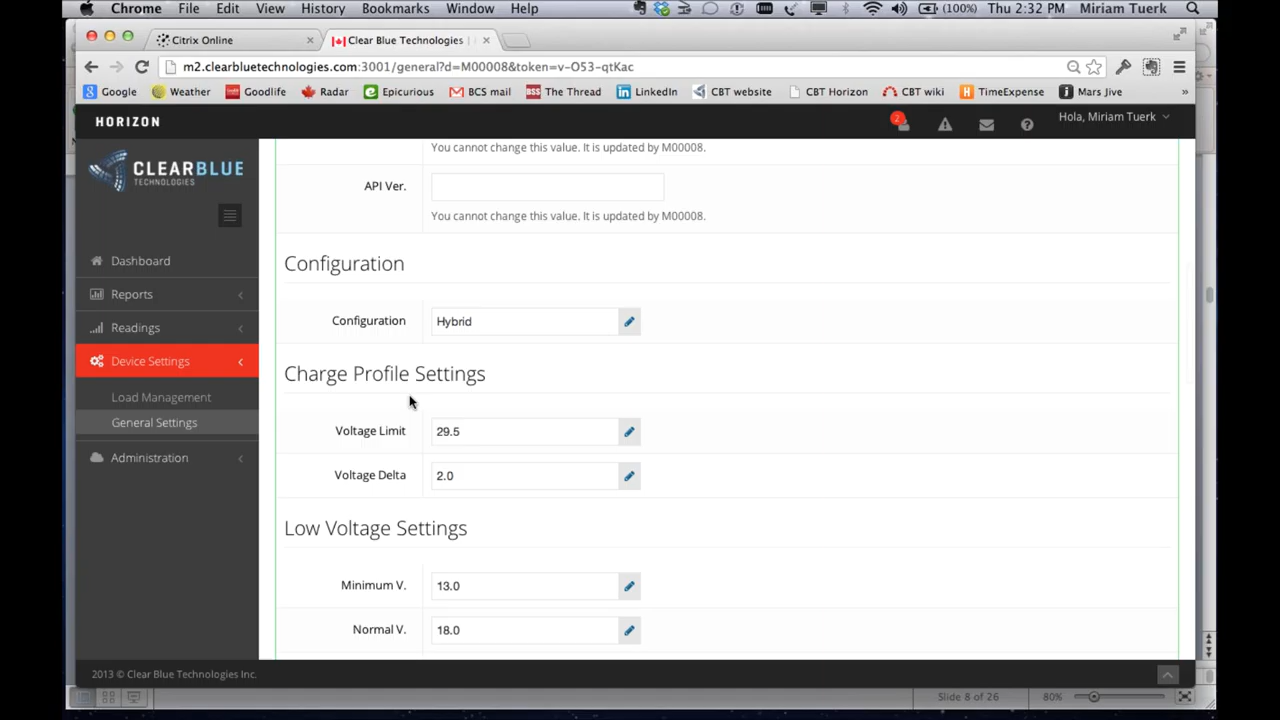 Chrome File Edit View History Bookmarks Window Help (100%) Thu 2:32 PM Miriam Tuerk
Citrix Online × Clear Blue Technologies | ×
m2.clearbluetechnologies.com:3001/general?d=M00008&token=v-O53-qtKac
Google Weather Goodlife Radar Epicurious BCS mail The Thread LinkedIn CBT website CBT Horizon CBT wiki TimeExpense Mars Jive »
HORIZON 2 Hola, Miriam Tuerk
CLEARBLUE
TECHNOLOGIES
You cannot change this value. It is updated by M00008.
API Ver.
You cannot change this value. It is updated by M00008.
Dashboard
Reports
Readings
Device Settings
Load Management
General Settings
Administration
Configuration
Configuration Hybrid
Charge Profile Settings
Voltage Limit 29.5
Voltage Delta 2.0
Low Voltage Settings
Minimum V. 13.0
Normal V. 18.0
2013 © Clear Blue Technologies Inc.
Slide 8 of 26 80%